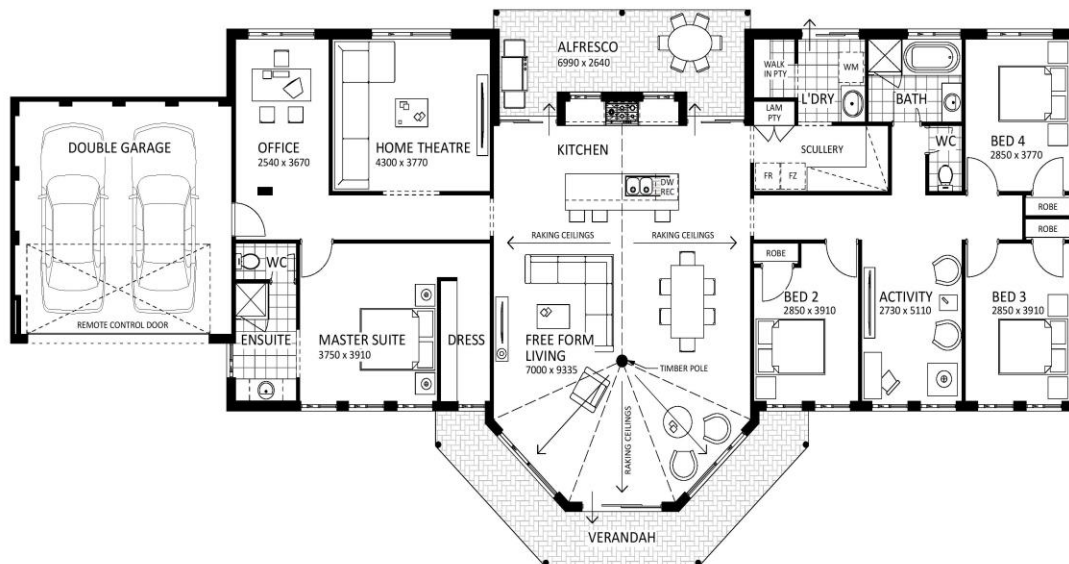 ALFRESCO
6990 x 2640
WALK
IN PTY
WM
L'DRY
BATH
LAM
PTY
DOUBLE GARAGE
OFFICE
2540 x 3670
HOME THEATRE
4300 x 3770
KITCHEN
SCULLERY
WC
BED 4
2850 x 3770
FR
FZ
DW
REC
ROBE
ROBE
RAKING CEILINGS
RAKING CEILINGS
WC
ROBE
REMOTE CONTROL DOOR
ENSUITE
MASTER SUITE
3750 x 3910
DRESS
FREE FORM
LIVING
7000 x 9335
BED 2
2850 x 3910
ACTIVITY
2730 x 5110
BED 3
2850 x 3910
TIMBER POLE
RAKING CEILINGS
VERANDAH